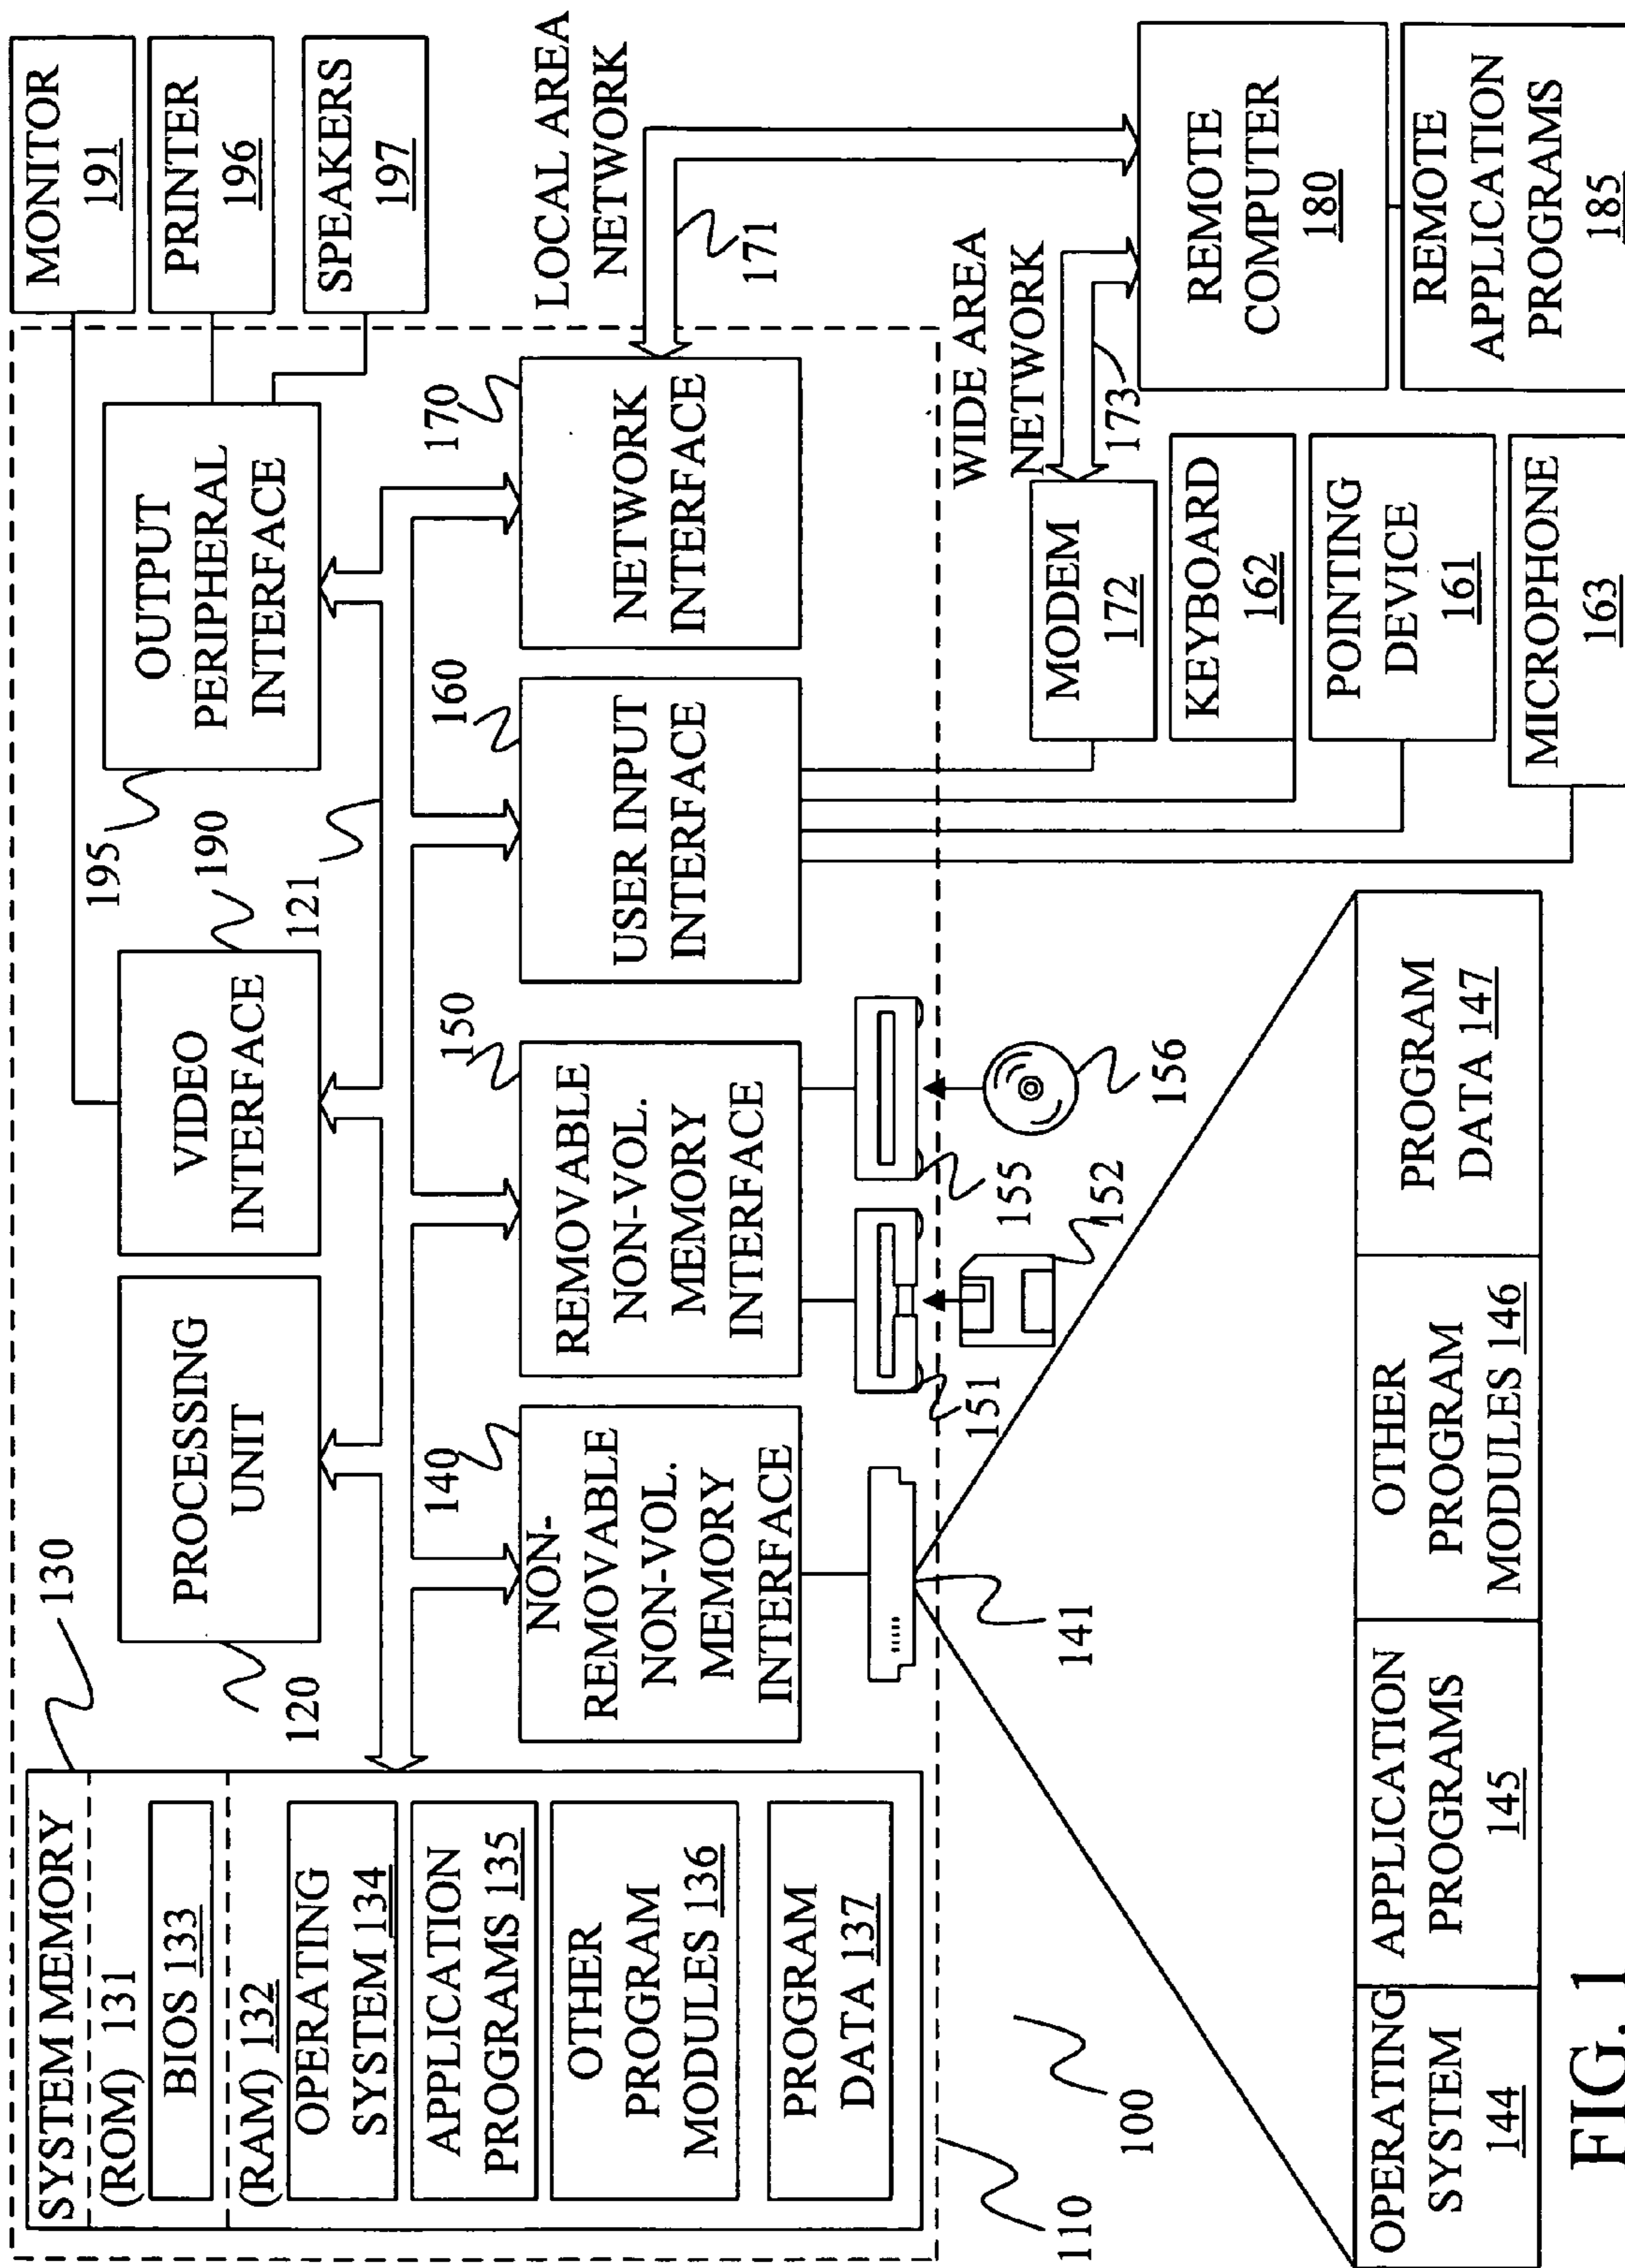 SYSTEM MEMORY
(ROM) 131
BIOS 133
(RAM) 132
OPERATING
SYSTEM 134
APPLICATION
PROGRAMS 135
OTHER
PROGRAM
MODULES 136
PROGRAM
DATA 137
130
PROCESSING
UNIT
120
VIDEO
INTERFACE
190
121
OUTPUT
PERIPHERAL
INTERFACE
195
MONITOR
191
PRINTER
196
SPEAKERS
197
140
NON-
REMOVABLE
NON-VOL.
MEMORY
INTERFACE
150
REMOVABLE
NON-VOL.
MEMORY
INTERFACE
160
USER INPUT
INTERFACE
170
NETWORK
INTERFACE
LOCAL AREA
NETWORK
171
141
151
152
155
156
WIDE AREA
NETWORK
173
MODEM
172
KEYBOARD
162
POINTING
DEVICE
161
MICROPHONE
163
REMOTE
COMPUTER
180
REMOTE
APPLICATION
PROGRAMS
185
110
100
OPERATING
SYSTEM
144
APPLICATION
PROGRAMS
145
OTHER
PROGRAM
MODULES 146
PROGRAM
DATA 147
FIG. 1